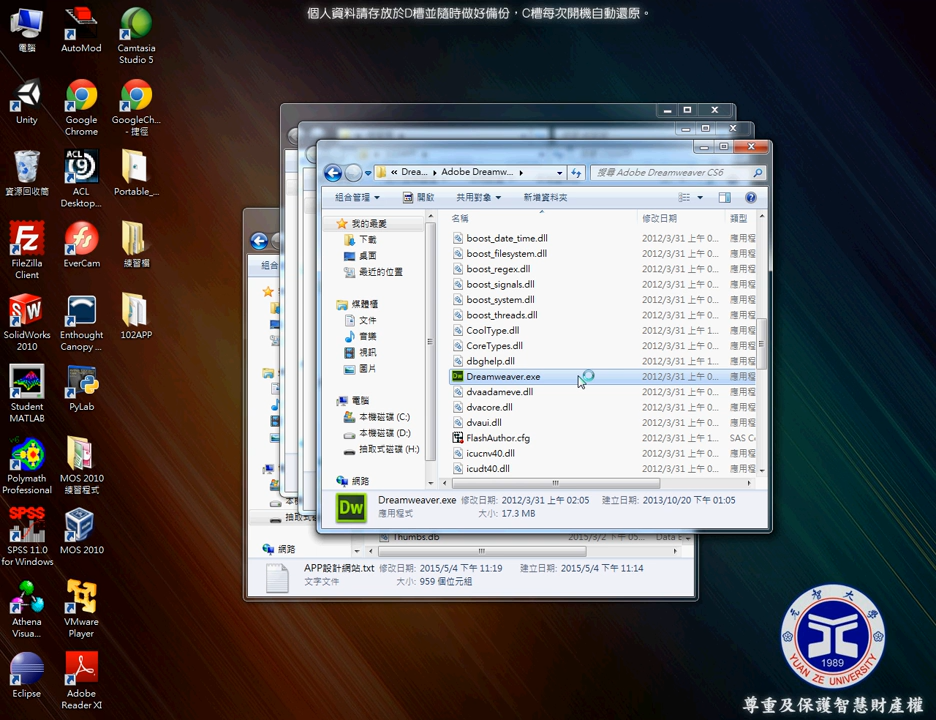 個人資料請存放於D槽並隨時做好備份，C槽每次開機自動還原。
電腦
AutoMod
Camtasia
Studio 5
Unity
Google
Chrome
GoogleCh...
- 捷徑
資源回收筒
ACL
Desktop...
Portable_...
FileZilla
Client
EverCam
練習檔
SolidWorks
2010
Enthought
Canopy ...
102APP
Student
MATLAB
PyLab
Polymath
Professional
MOS 2010
練習程式
SPSS 11.0
for Windows
MOS 2010
Athena
Visua...
VMware
Player
Eclipse
Adobe
Reader XI
« Drea... ▸ Adobe Dreamw... ▸
搜尋 Adobe Dreamweaver CS6
組合管理
開啟
共用對象
新增資料夾
我的最愛
下載
桌面
最近的位置
媒體櫃
文件
音樂
視訊
圖片
電腦
本機磁碟 (C:)
本機磁碟 (D:)
抽取式磁碟 (H:)
網路
名稱 修改日期 類型
boost_date_time.dll 2012/3/31 上午 0... 應用程
boost_filesystem.dll 2012/3/31 上午 0... 應用程
boost_regex.dll 2012/3/31 上午 0... 應用程
boost_signals.dll 2012/3/31 上午 0... 應用程
boost_system.dll 2012/3/31 上午 0... 應用程
boost_threads.dll 2012/3/31 上午 0... 應用程
CoolType.dll 2012/3/31 上午 1... 應用程
CoreTypes.dll 2012/3/31 上午 0... 應用程
dbghelp.dll 2012/3/31 上午 1... 應用程
Dreamweaver.exe 2012/3/31 上午 0... 應用程
dvaadameve.dll 2012/3/31 上午 0... 應用程
dvacore.dll 2012/3/31 上午 0... 應用程
dvaui.dll 2012/3/31 上午 0... 應用程
FlashAuthor.cfg 2012/3/31 上午 1... SAS Cc
icucnv40.dll 2012/3/31 上午 0... 應用程
icudt40.dll 2012/3/31 上午 0... 應用程
Dw
Dreamweaver.exe 修改日期: 2012/3/31 上午 02:05 建立日期: 2013/10/20 下午 01:05
應用程式 大小: 17.3 MB
組合
網路
Thumbs.db 2015/3/2 下午 05... Data B
APP設計網站.txt 修改日期: 2015/5/4 下午 11:19 建立日期: 2015/5/4 下午 11:14
文字文件 大小: 959 個位元組
元智大學
1989
YUAN ZE UNIVERSITY
尊重及保護智慧財產權